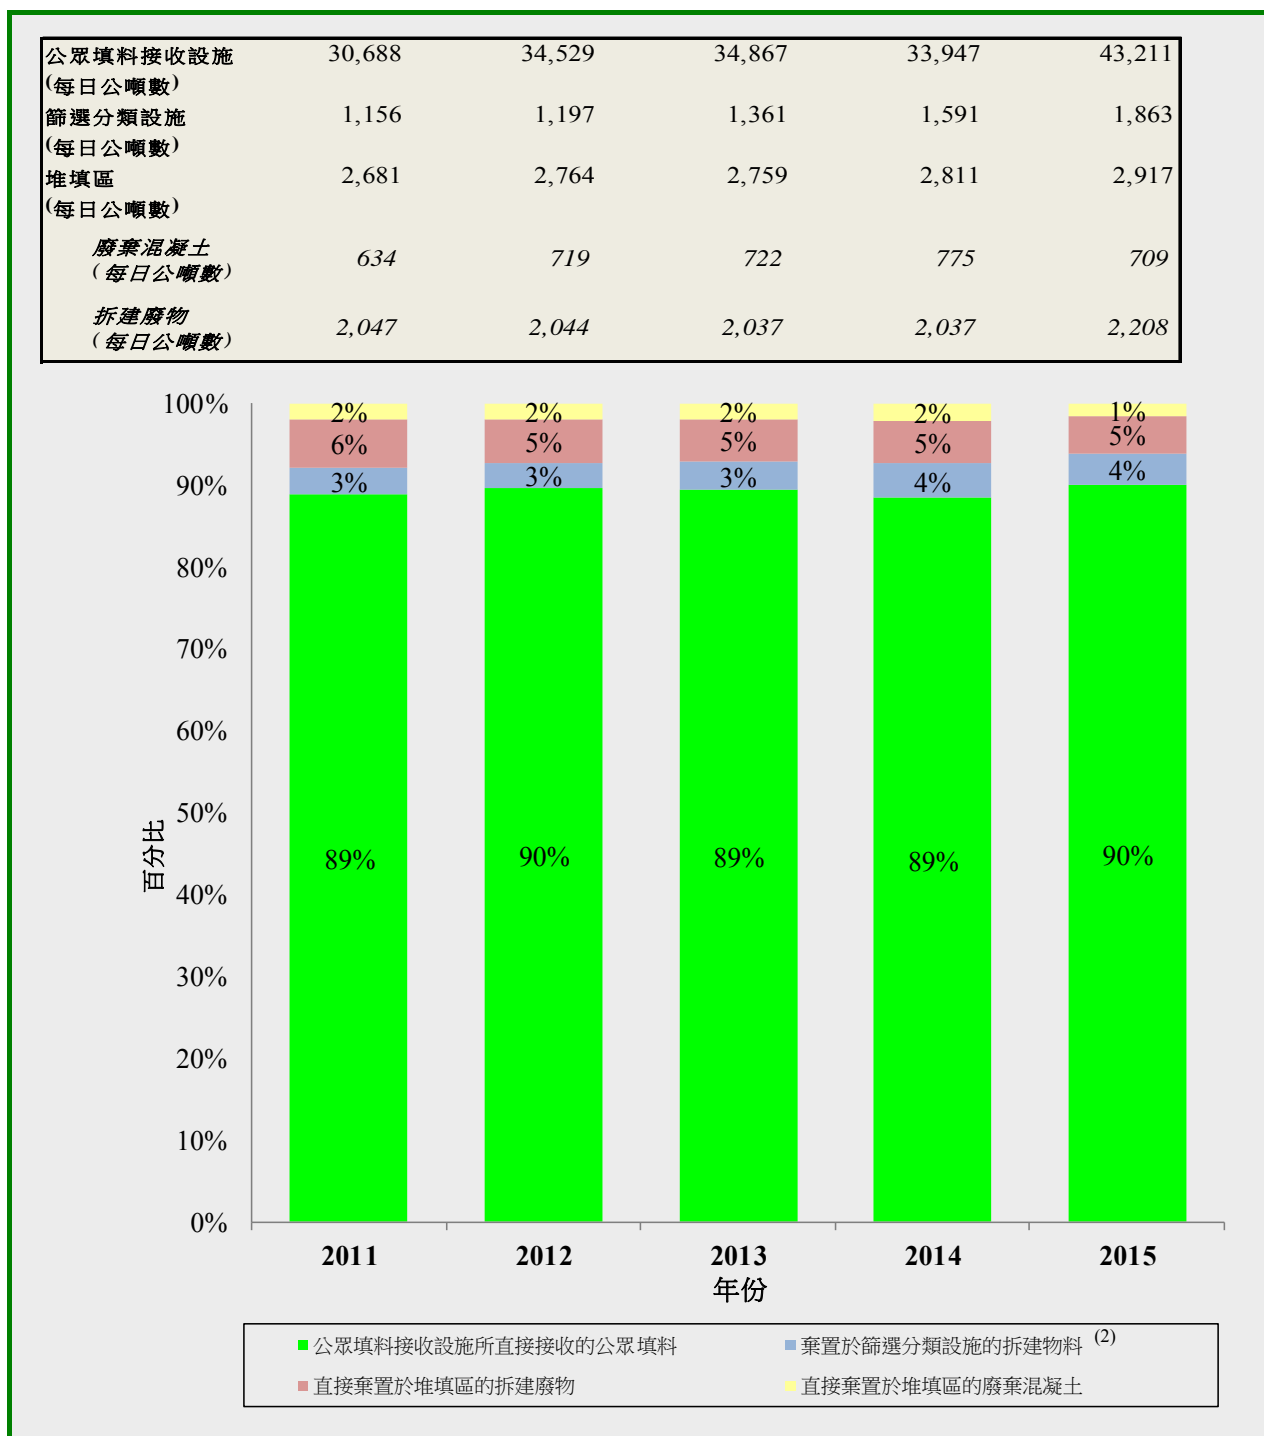 公眾填料接收設施 30,688 34,529 34,867 33,947 43,211
(每日公噸數)
篩選分類設施 1,156 1,197 1,361 1,591 1,863
(每日公噸數)
堆填區 2,681 2,764 2,759 2,811 2,917
(每日公噸數)
廢棄混凝土
(每日公噸數) 634 719 722 775 709
拆建廢物
(每日公噸數) 2,047 2,044 2,037 2,037 2,208
100%
2% 2% 2% 2% 1%
6% 5% 5% 5% 5%
90%
3% 3% 3% 4% 4%
80%
70%
60%
50%
百分比
89% 90% 89% 89% 90%
40%
30%
20%
10%
0%
2011 2012 2013 2014 2015
年份
公眾填料接收設施所直接接收的公眾填料 棄置於篩選分類設施的拆建物料 (2)
直接棄置於堆填區的拆建廢物 直接棄置於堆填區的廢棄混凝土